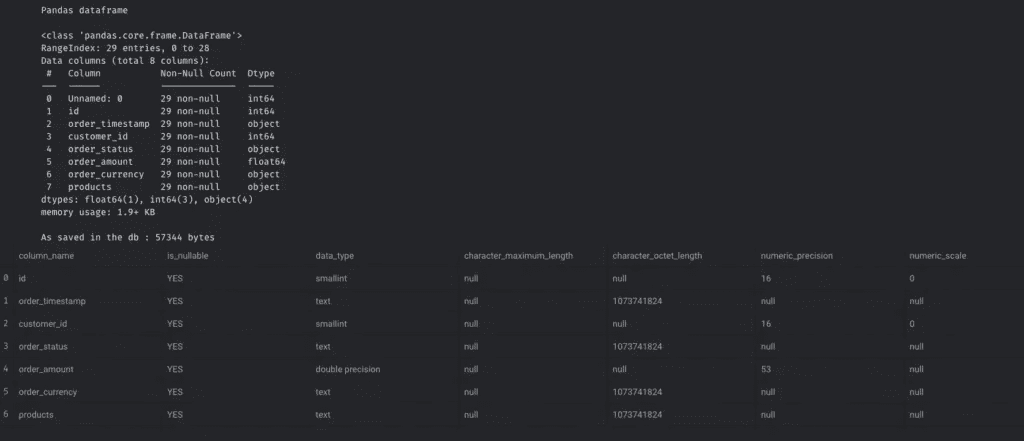 Pandas dataframe
<class 'pandas.core.frame.DataFrame'>
RangeIndex: 29 entries, 0 to 28
Data columns (total 8 columns):
# Column Non-Null Count Dtype
--- ------ -------------- -----
0 Unnamed: 0 29 non-null int64
1 id 29 non-null int64
2 order_timestamp 29 non-null object
3 customer_id 29 non-null int64
4 order_status 29 non-null object
5 order_amount 29 non-null float64
6 order_currency 29 non-null object
7 products 29 non-null object
dtypes: float64(1), int64(3), object(4)
memory usage: 1.9+ KB
As saved in the db : 57344 bytes
column_name is_nullable data_type character_maximum_length character_octet_length numeric_precision numeric_scale
0 id YES smallint null null 16 0
1 order_timestamp YES text null 1073741824 null null
2 customer_id YES smallint null null 16 0
3 order_status YES text null 1073741824 null null
4 order_amount YES double precision null null 53 null
5 order_currency YES text null 1073741824 null null
6 products YES text null 1073741824 null null